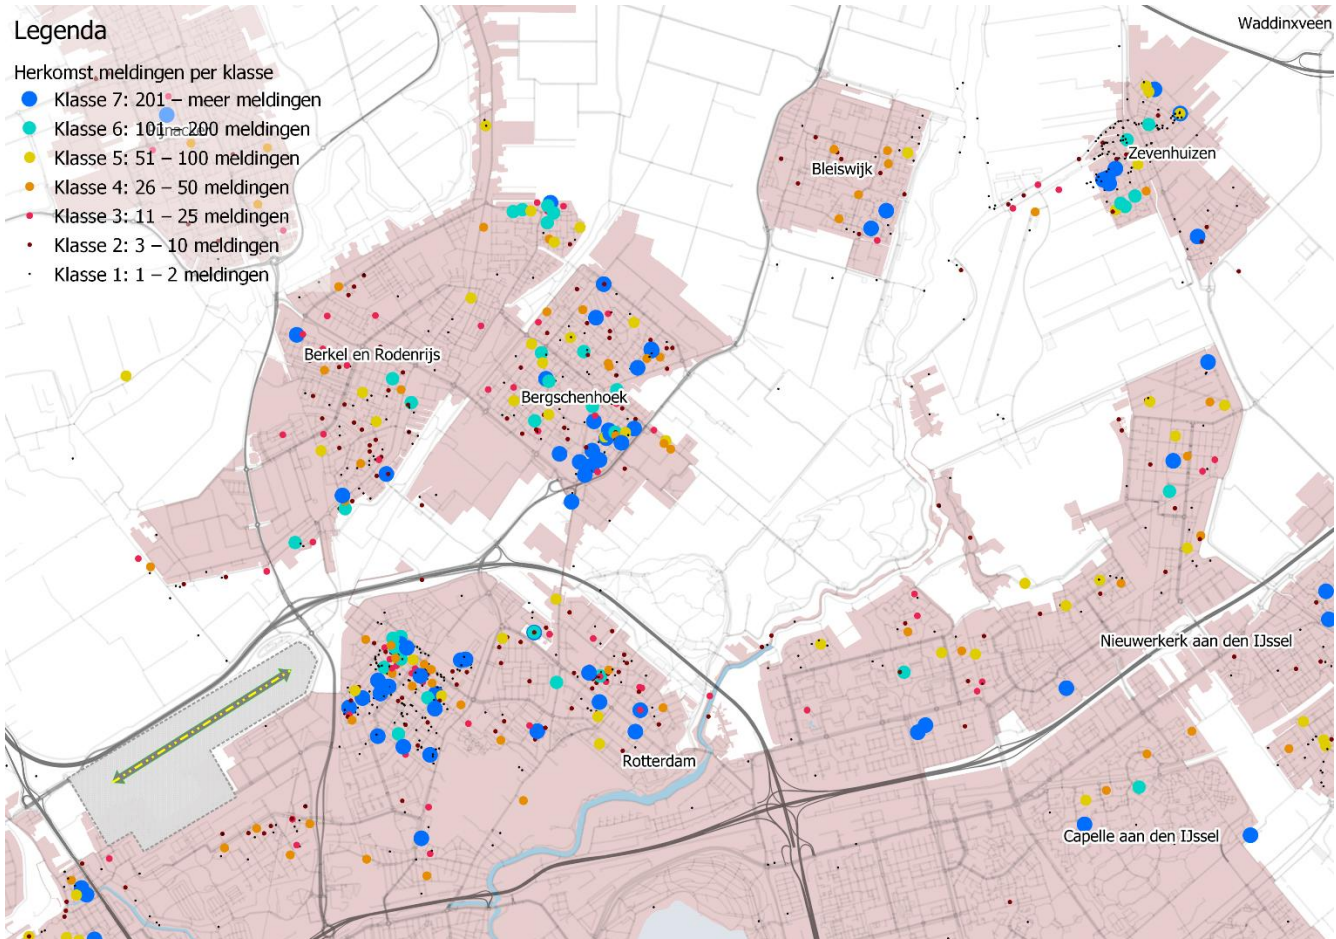 Legenda
Herkomst meldingen per klasse
Klasse 7: 201 – meer meldingen
Klasse 6: 101 – 200 meldingen
Pijnacker
Klasse 5: 51 – 100 meldingen
Klasse 4: 26 – 50 meldingen
Klasse 3: 11 – 25 meldingen
Klasse 2: 3 – 10 meldingen
Klasse 1: 1 – 2 meldingen
Waddinxveen
Zevenhuizen
Bleiswijk
Berkel en Rodenrijs
Bergschenhoek
Nieuwerkerk aan den IJssel
Rotterdam
Capelle aan den IJssel